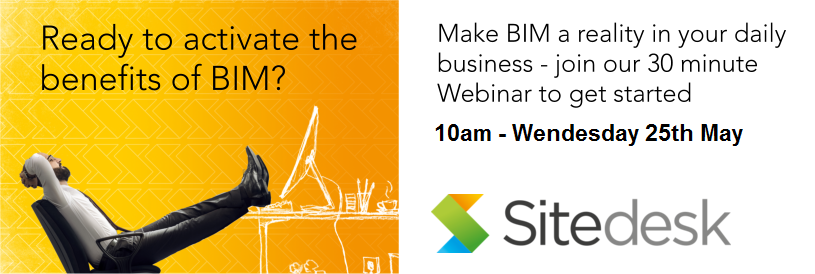 Ready to activate the
benefits of BIM?
Make BIM a reality in your daily
business - join our 30 minute
Webinar to get started
10am - Wendesday 25th May
Sitedesk